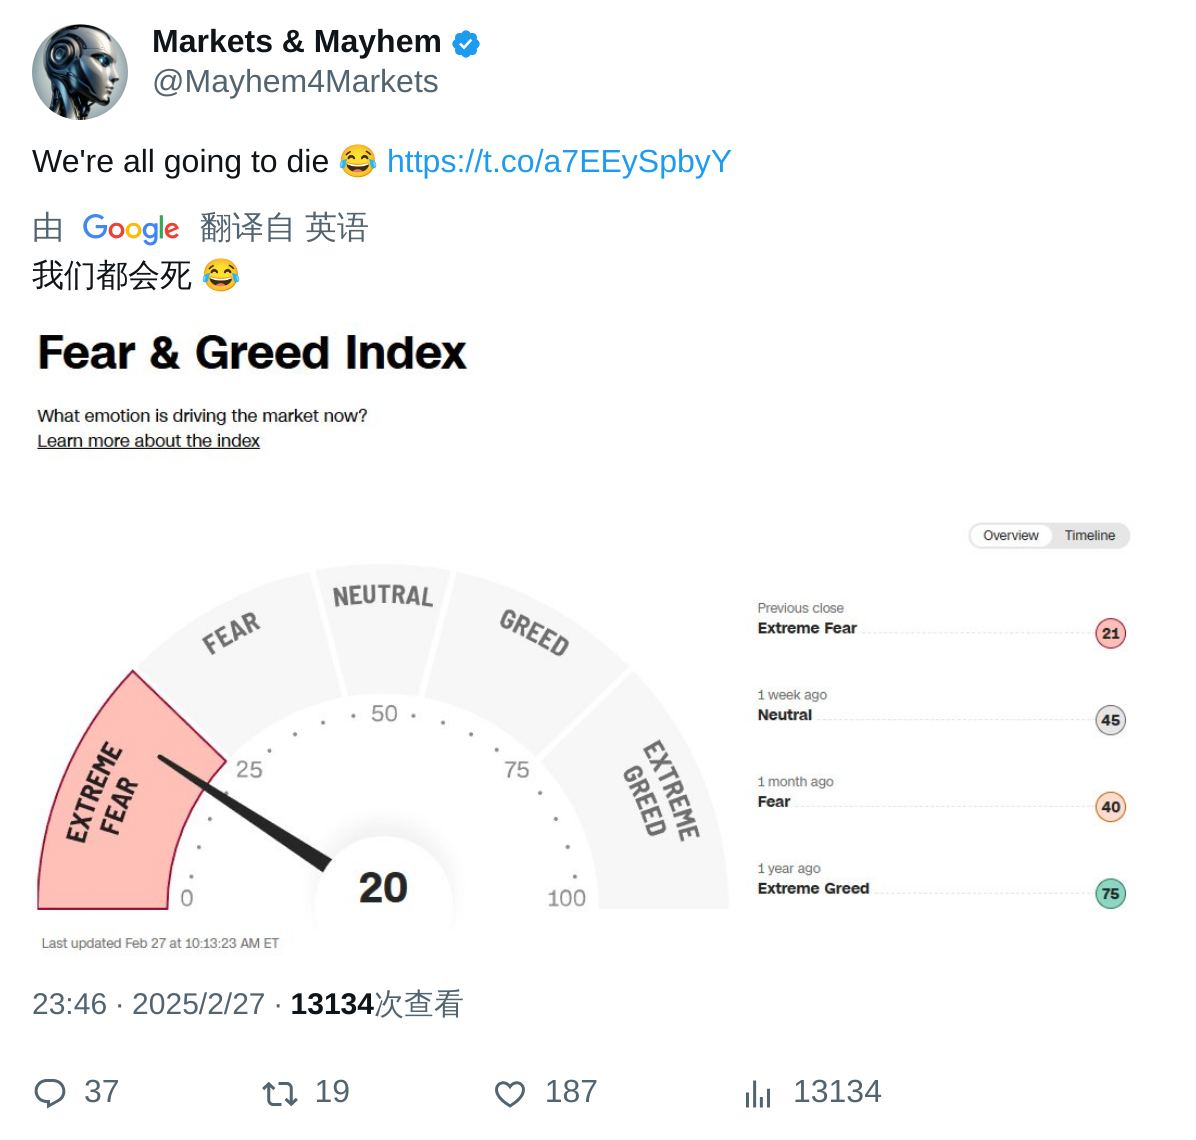 Markets & Mayhem
@Mayhem4Markets
We're all going to die 😂 https://t.co/a7EEySpbyY
由 Google 翻译自 英语
我们都会死 😂
Fear & Greed Index
What emotion is driving the market now?
Learn more about the index
Overview Timeline
EXTREME FEAR
FEAR
NEUTRAL
GREED
EXTREME GREED
0
25
50
75
100
20
Previous close
Extreme Fear 21
1 week ago
Neutral 45
1 month ago
Fear 40
1 year ago
Extreme Greed 75
Last updated Feb 27 at 10:13:23 AM ET
23:46 · 2025/2/27 · 13134次查看
37 19 187 13134